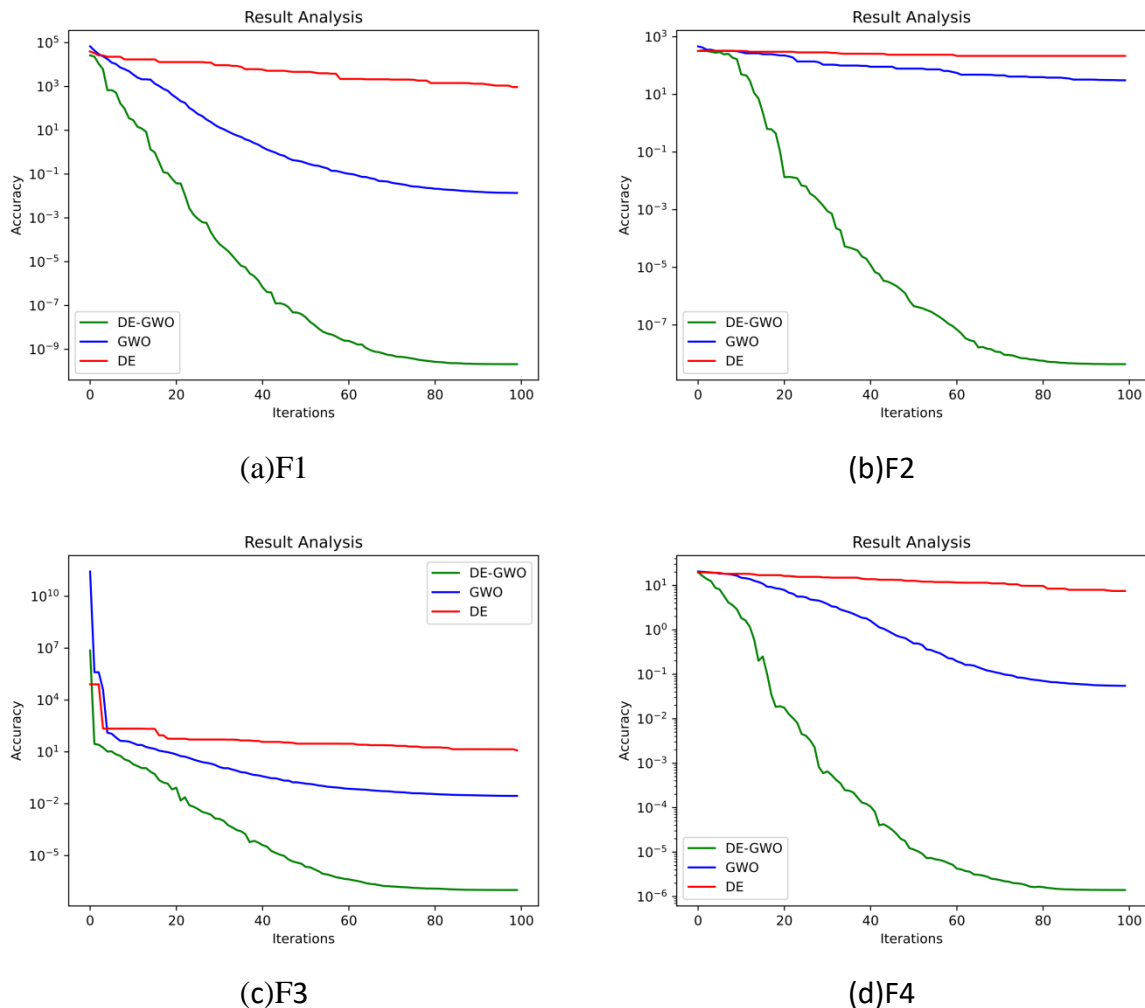 Result Analysis
10^5
10^3
10^1
10^−1
10^−3
10^−5
10^−7
10^−9
Accuracy
DE-GWO
GWO
DE
0 20 40 60 80 100
Iterations
(a)F1
Result Analysis
10^3
10^1
10^−1
10^−3
10^−5
10^−7
Accuracy
DE-GWO
GWO
DE
0 20 40 60 80 100
Iterations
(b)F2
Result Analysis
10^10
10^7
10^4
10^1
10^−2
10^−5
Accuracy
DE-GWO
GWO
DE
0 20 40 60 80 100
Iterations
(c)F3
Result Analysis
10^1
10^0
10^−1
10^−2
10^−3
10^−4
10^−5
10^−6
Accuracy
DE-GWO
GWO
DE
0 20 40 60 80 100
Iterations
(d)F4